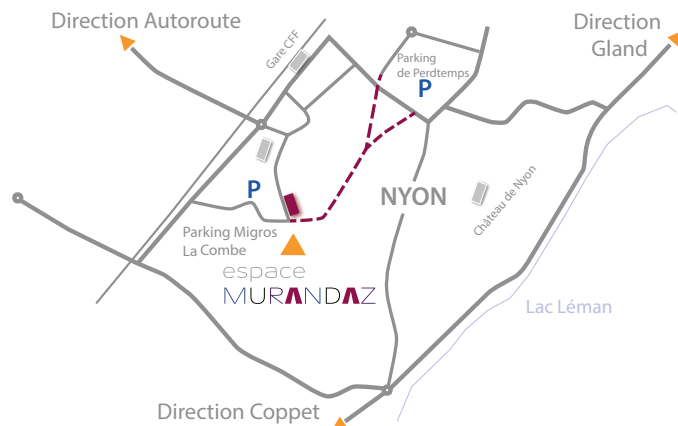 Direction Autoroute
Direction
Gland
Gare CFF
Parking
de Perdtemps
P
P
NYON
Château de Nyon
Parking Migros
La Combe
espace
MURANDAZ
Lac Léman
Direction Coppet